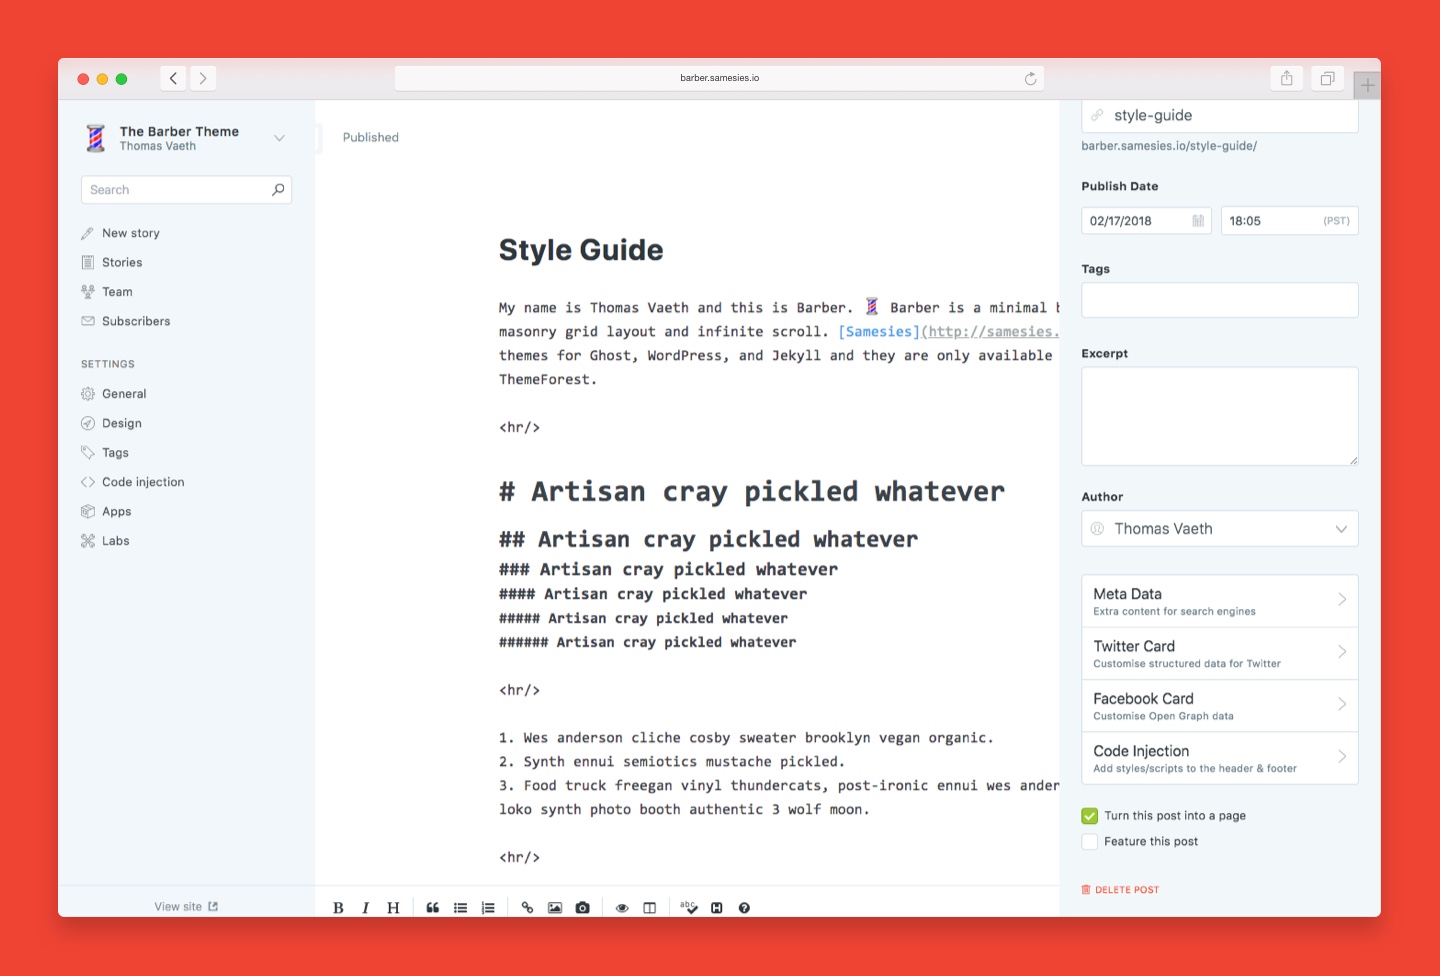 barber.samesies.io
The Barber Theme
Thomas Vaeth
Search
New story
Stories
Team
Subscribers
SETTINGS
General
Design
Tags
Code injection
Apps
Labs
View site
Published
Style Guide
My name is Thomas Vaeth and this is Barber. 💈 Barber is a minimal
masonry grid layout and infinite scroll. [Samesies](http://samesies.
themes for Ghost, WordPress, and Jekyll and they are only available
ThemeForest.
<hr/>
# Artisan cray pickled whatever
## Artisan cray pickled whatever
### Artisan cray pickled whatever
#### Artisan cray pickled whatever
##### Artisan cray pickled whatever
###### Artisan cray pickled whatever
<hr/>
1. Wes anderson cliche cosby sweater brooklyn vegan organic.
2. Synth ennui semiotics mustache pickled.
3. Food truck freegan vinyl thundercats, post-ironic ennui wes ander
loko synth photo booth authentic 3 wolf moon.
<hr/>
B I H
abc
H
style-guide
barber.samesies.io/style-guide/
Publish Date
02/17/2018
18:05 (PST)
Tags
Excerpt
Author
Thomas Vaeth
Meta Data
Extra content for search engines
Twitter Card
Customise structured data for Twitter
Facebook Card
Customise Open Graph data
Code Injection
Add styles/scripts to the header & footer
Turn this post into a page
Feature this post
DELETE POST